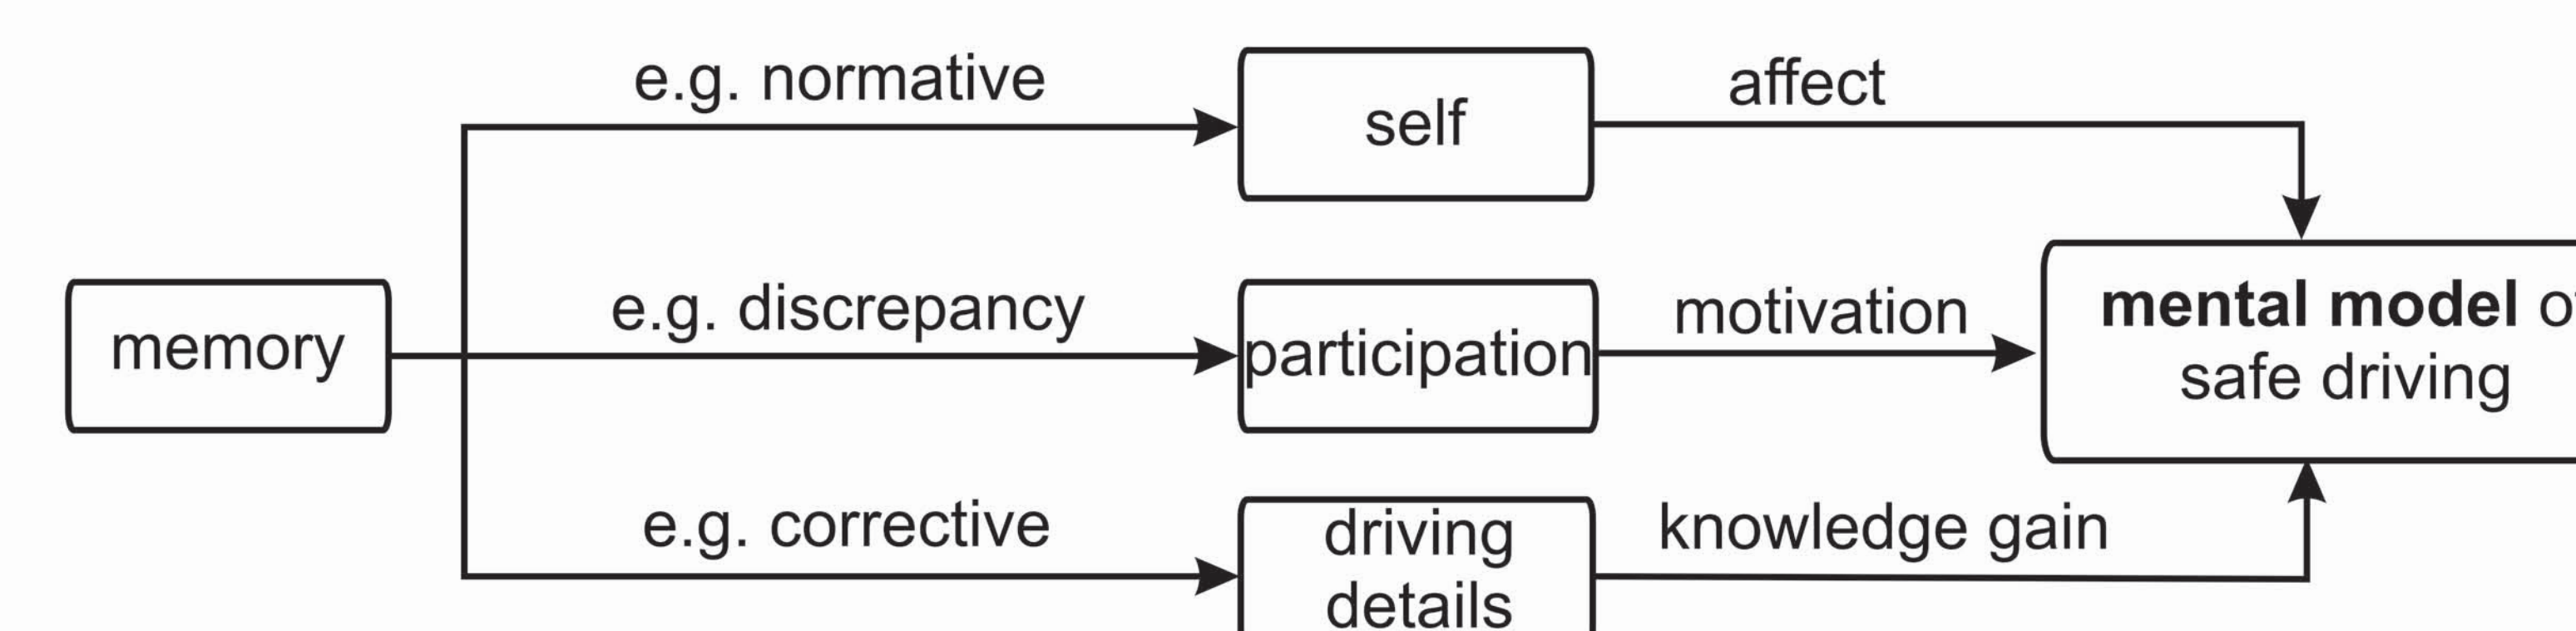 e.g. normative
self
affect
memory
e.g. discrepancy
participation
motivation
mental model
safe driving
e.g. corrective
driving
details
knowledge gain